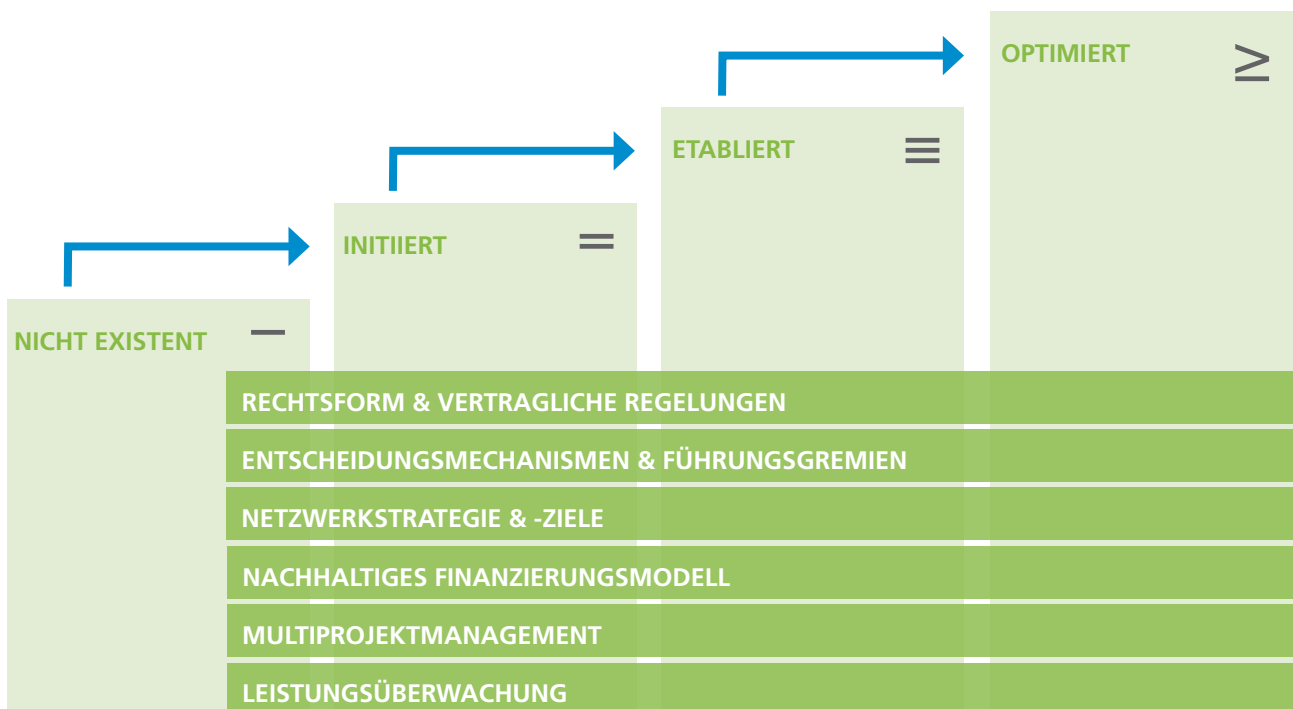 OPTIMIERT ≥
ETABLIERT ≡
INITIIERT =
NICHT EXISTENT –
RECHTSFORM & VERTRAGLICHE REGELUNGEN
ENTSCHEIDUNGSMECHANISMEN & FÜHRUNGSGREMIEN
NETZWERKSTRATEGIE & -ZIELE
NACHHALTIGES FINANZIERUNGSMODELL
MULTIPROJEKTMANAGEMENT
LEISTUNGSÜBERWACHUNG